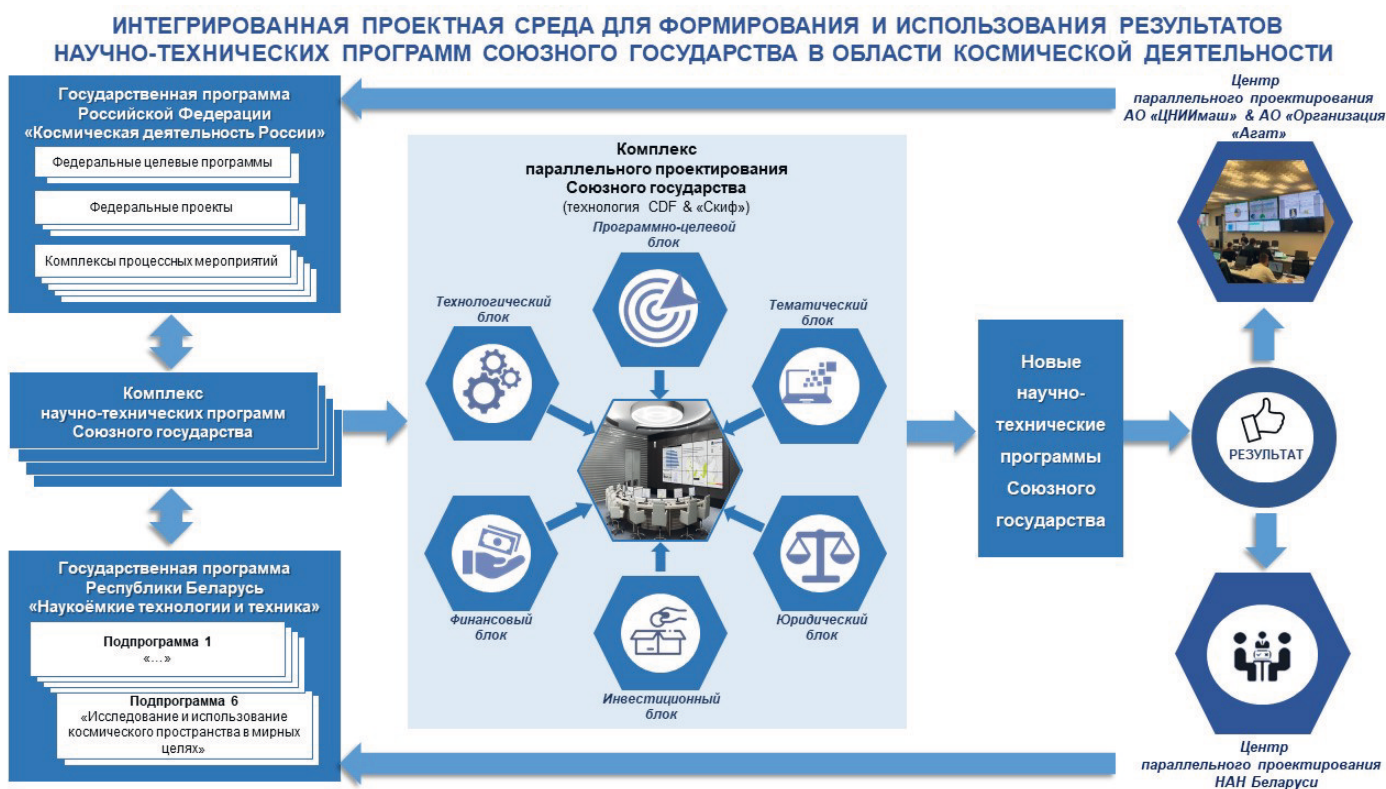 ИНТЕГРИРОВАННАЯ ПРОЕКТНАЯ СРЕДА ДЛЯ ФОРМИРОВАНИЯ И ИСПОЛЬЗОВАНИЯ РЕЗУЛЬТАТОВ
НАУЧНО-ТЕХНИЧЕСКИХ ПРОГРАММ СОЮЗНОГО ГОСУДАРСТВА В ОБЛАСТИ КОСМИЧЕСКОЙ ДЕЯТЕЛЬНОСТИ
Государственная программа
Российской Федерации
«Космическая деятельность России»
Федеральные целевые программы
Федеральные проекты
Комплексы процессных мероприятий
Комплекс
научно-технических программ
Союзного государства
Государственная программа
Республики Беларусь
«Наукоёмкие технологии и техника»
Подпрограмма 1
«...»
Подпрограмма 6
«Исследование и использование
космического пространства в мирных
целях»
Комплекс
параллельного проектирования
Союзного государства
(технология CDF & «Скиф»)
Программно-целевой
блок
Технологический
блок
Тематический
блок
Финансовый
блок
Юридический
блок
Инвестиционный
блок
Новые
научно-
технические
программы
Союзного
государства
РЕЗУЛЬТАТ
Центр
параллельного проектирования
АО «ЦНИИмаш» & АО «Организация
«Агат»
Центр
параллельного проектирования
НАН Беларуси